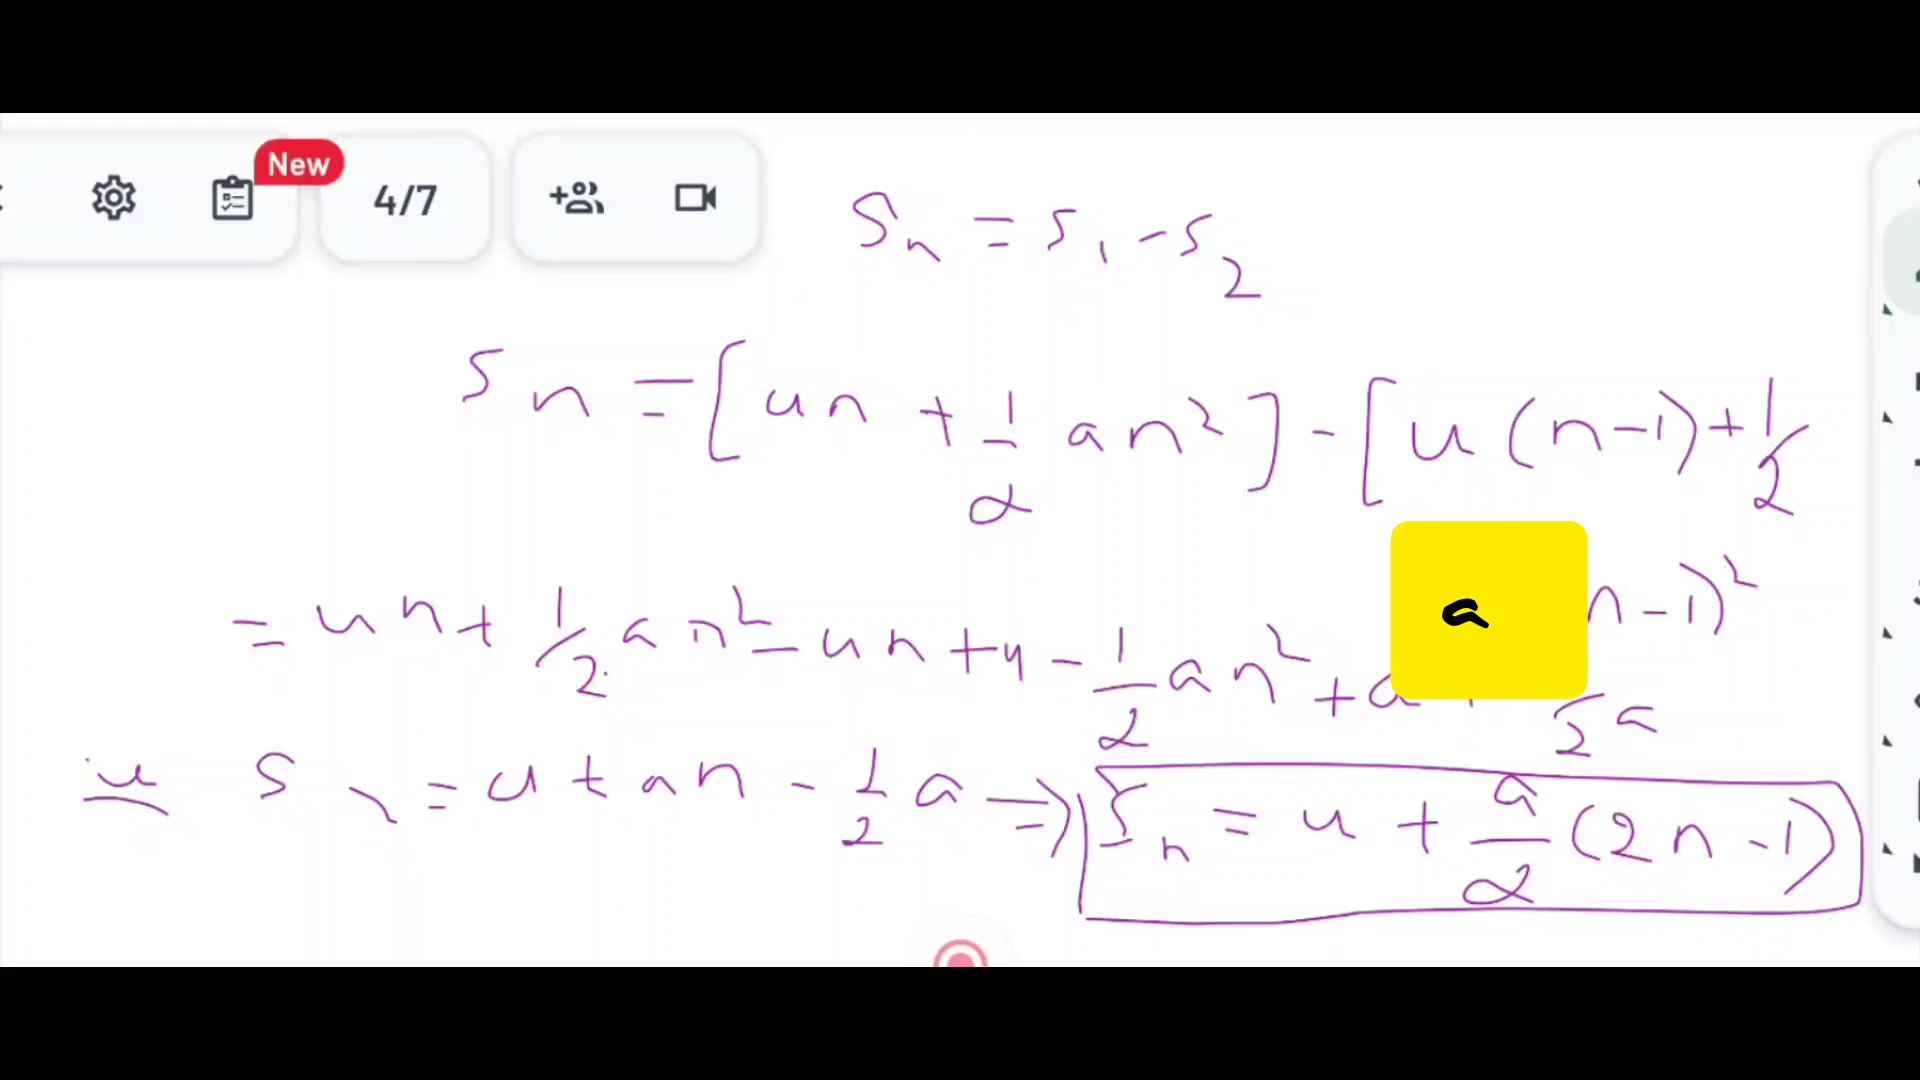 New
4/7
Sn = S1 - S2
Sn = [un + 1/2 an²] - [u(n-1) + 1/2
a n-1)²
= un + 1/2 an² - un + u - 1/2 an² + a 2 a
Sn = u + an - 1/2 a ⇒ Sn = u + a/2 (2n-1)